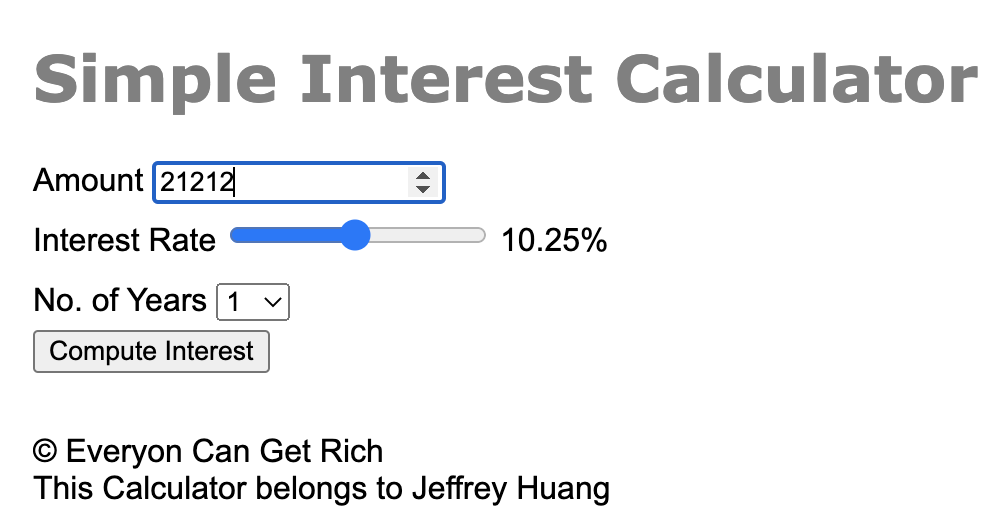 Simple Interest Calculator
Amount 21212
Interest Rate 10.25%
No. of Years 1
Compute Interest
© Everyon Can Get Rich
This Calculator belongs to Jeffrey Huang